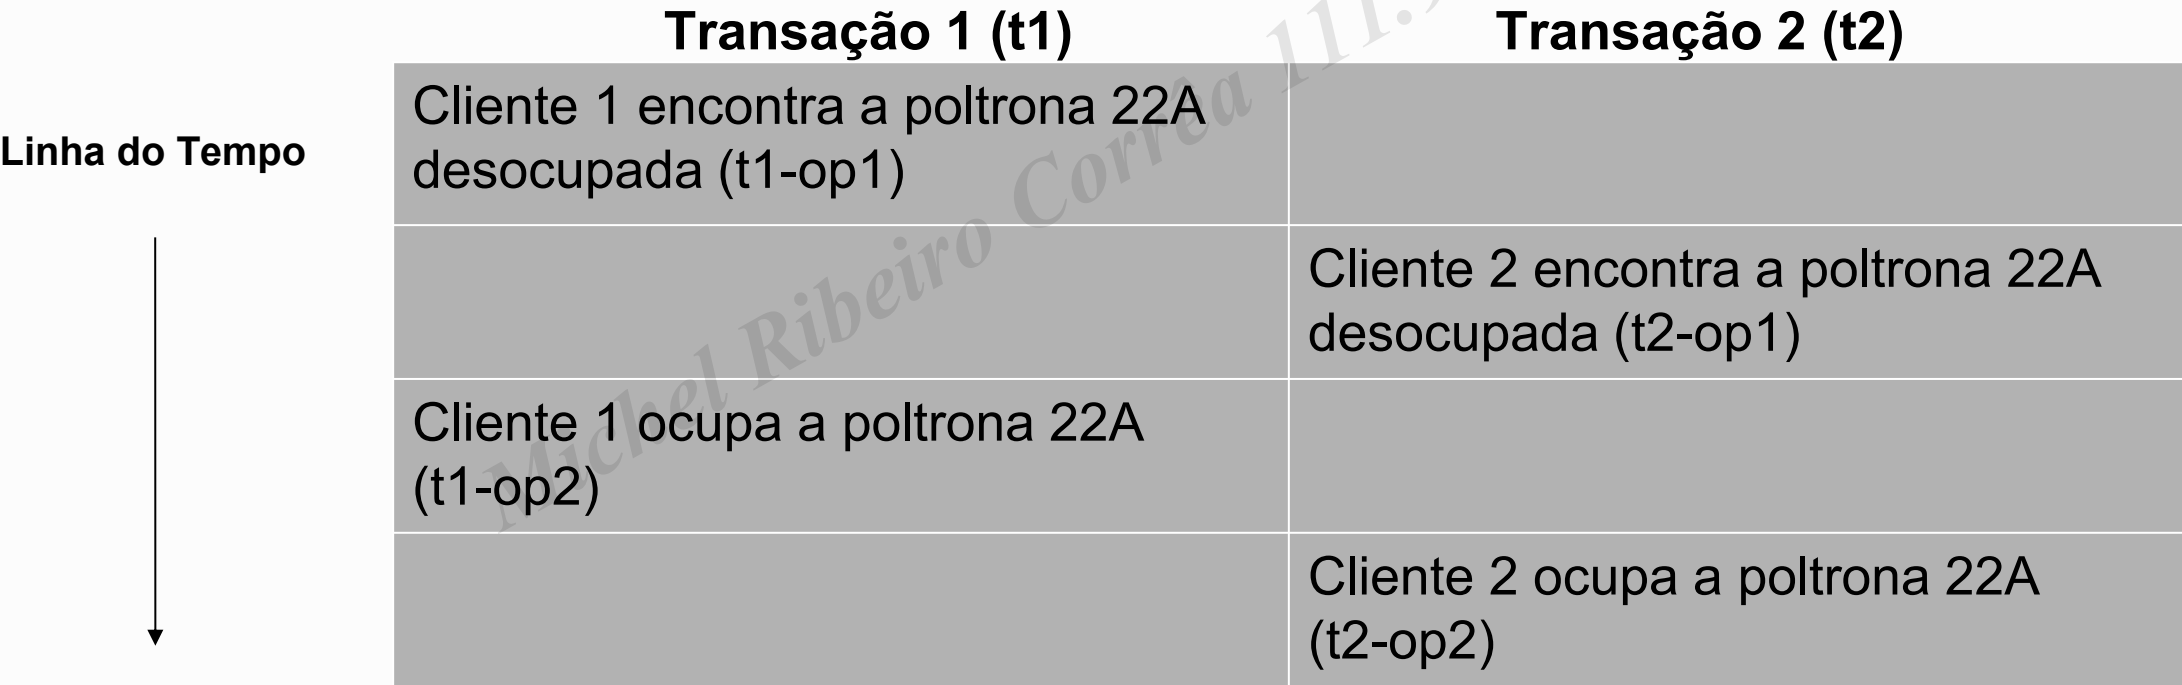 Transação 1 (t1)
Transação 2 (t2)
Linha do Tempo
Cliente 1 encontra a poltrona 22A
desocupada (t1-op1)
Cliente 2 encontra a poltrona 22A
desocupada (t2-op1)
Cliente 1 ocupa a poltrona 22A
(t1-op2)
Cliente 2 ocupa a poltrona 22A
(t2-op2)
Michel Ribeiro Corrêa 111.